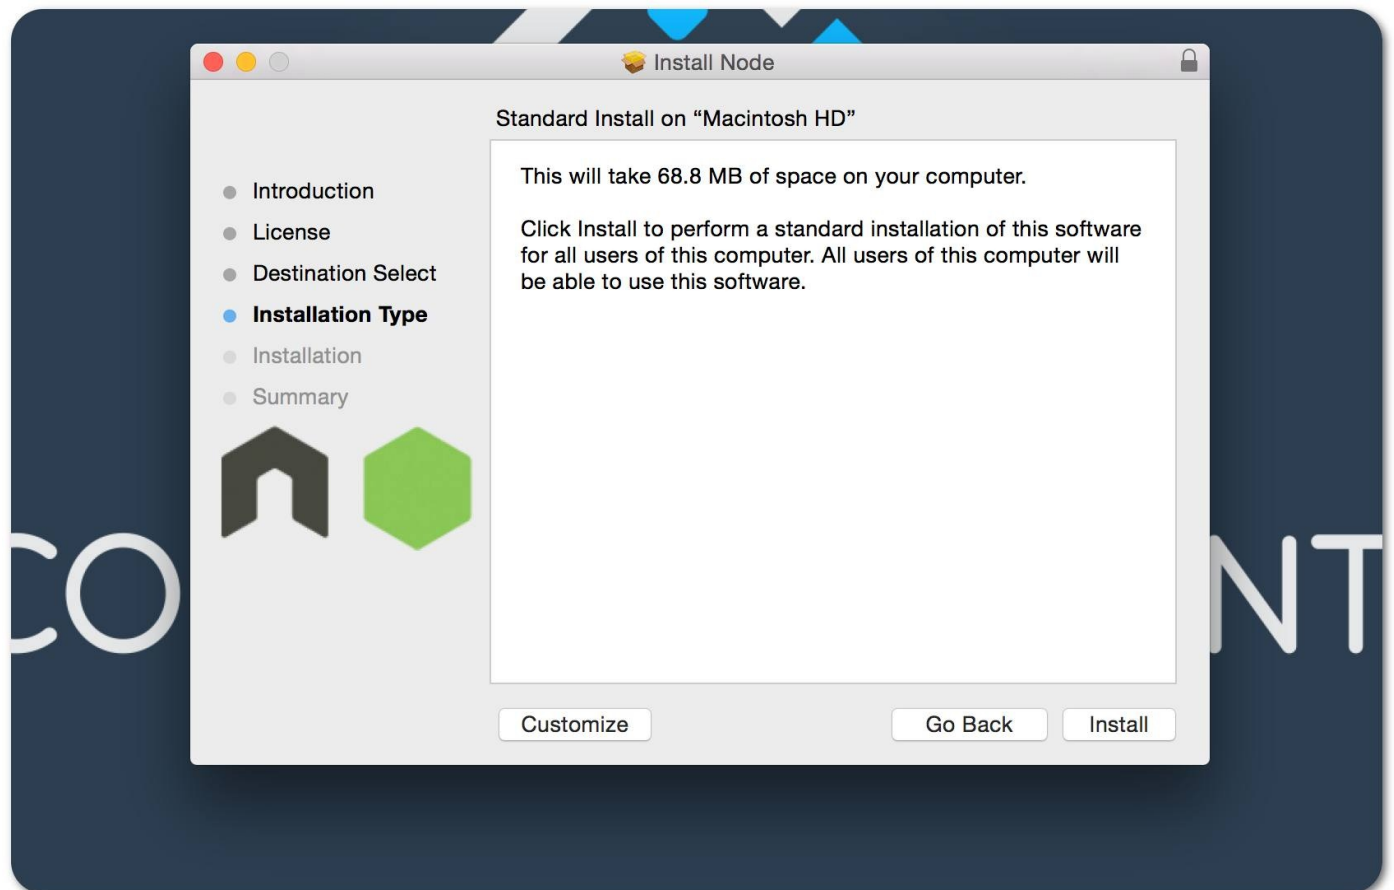 Install Node
Standard Install on “Macintosh HD”
Introduction
License
Destination Select
Installation Type
Installation
Summary
This will take 68.8 MB of space on your computer.
Click Install to perform a standard installation of this software
for all users of this computer. All users of this computer will
be able to use this software.
CO
NT
Customize
Go Back
Install